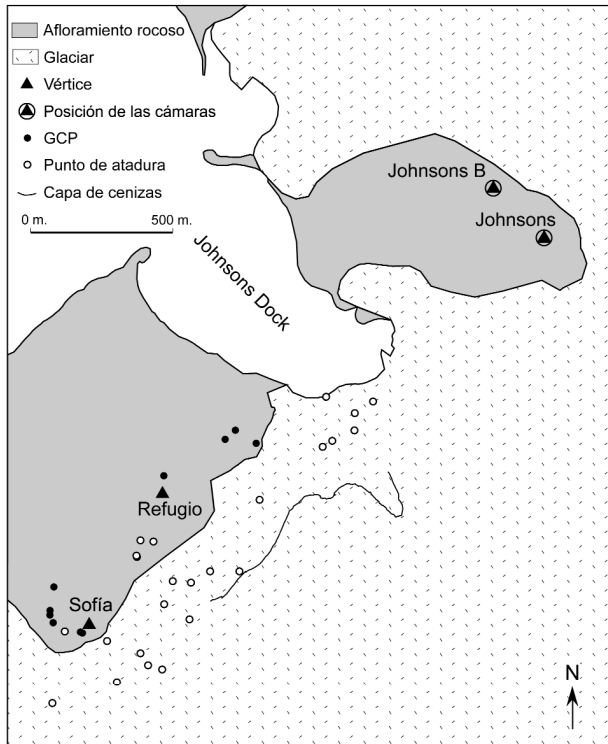 Afloramiento rocoso
Glaciar
Vértice
Posición de las cámaras
GCP
Punto de atadura
Capa de cenizas
0 m.
500 m.
Johnsons B
Johnsons
Johnsons Dock
Refugio
Sofía
N